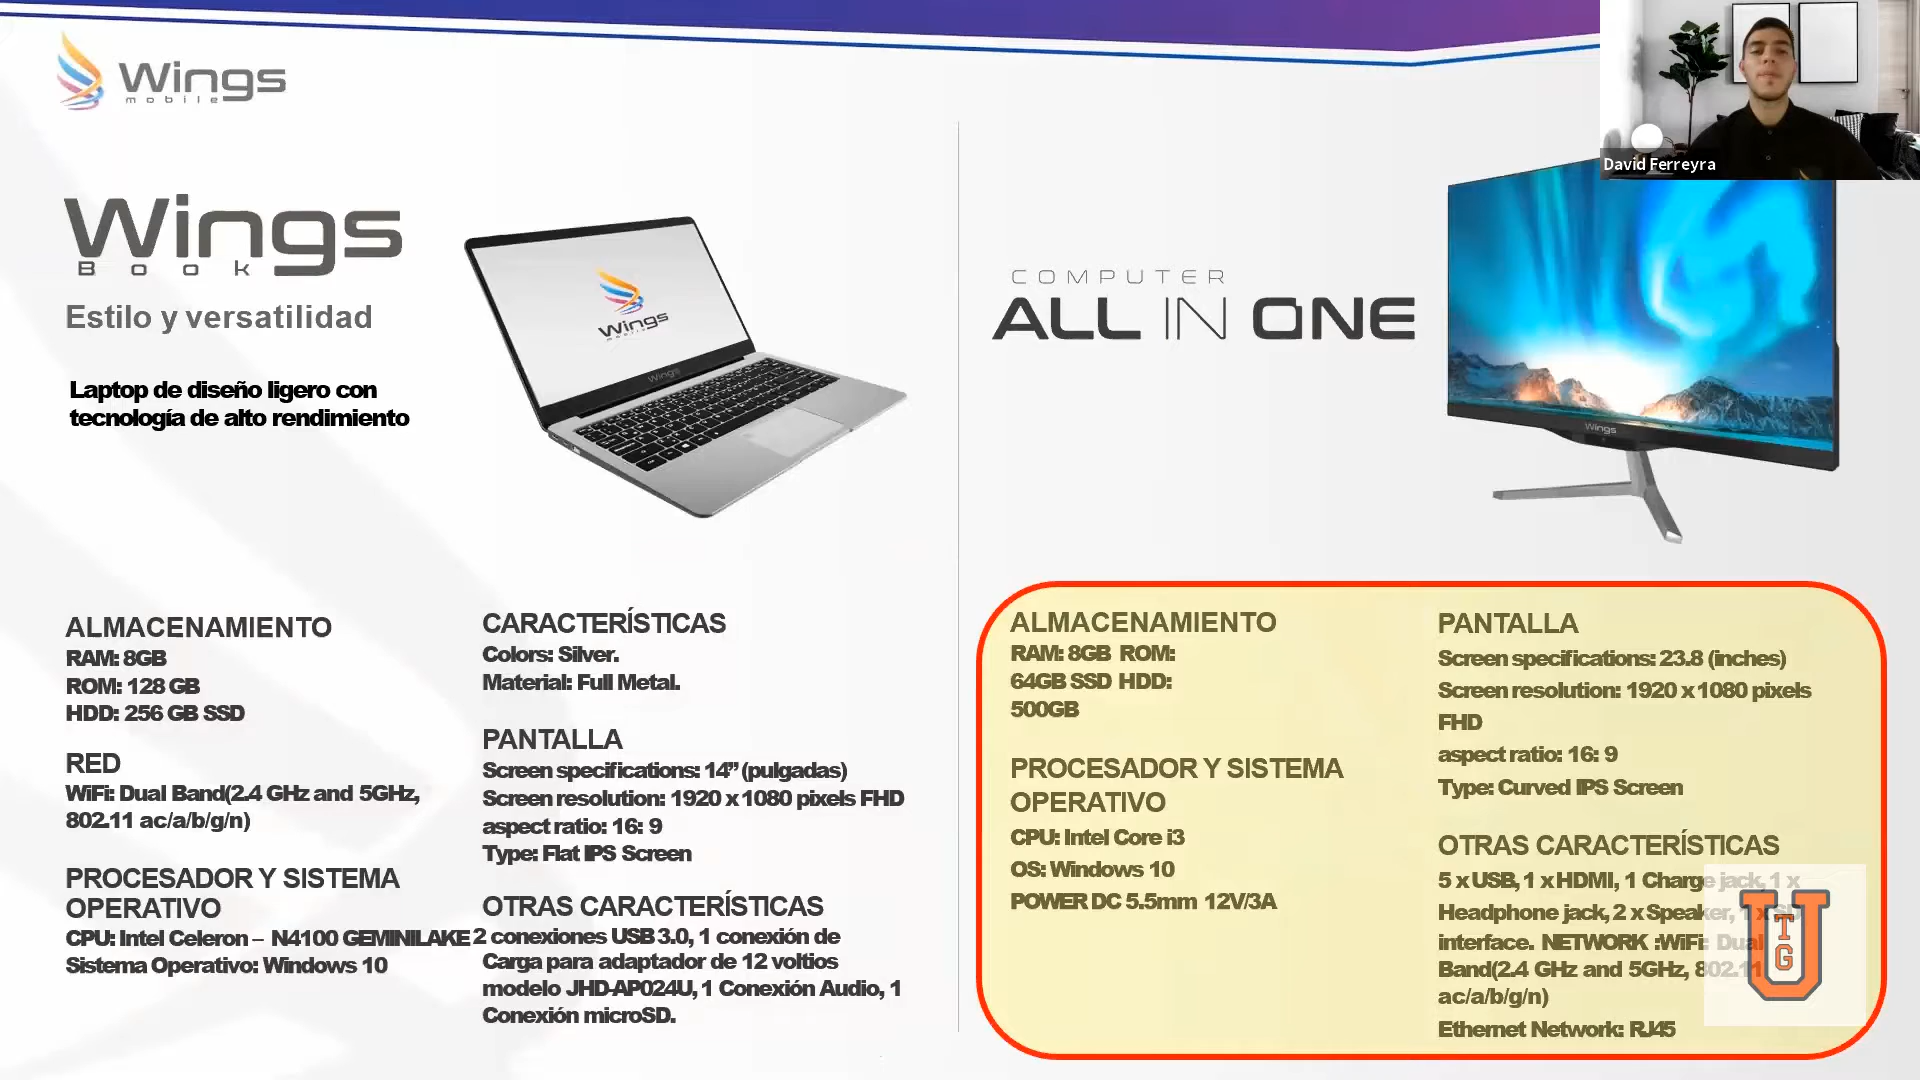 Wings
mobile
David Ferreyra
Wings
Book
Estilo y versatilidad
Laptop de diseño ligero con
tecnología de alto rendimiento
Wings
Wings
COMPUTER
ALL IN ONE
Wings
ALMACENAMIENTO
RAM: 8GB
ROM: 128 GB
HDD: 256 GB SSD
RED
WiFi: Dual Band(2.4 GHz and 5GHz,
802.11 ac/a/b/g/n)
PROCESADOR Y SISTEMA
OPERATIVO
CPU: Intel Celeron – N4100 GEMINILAKE
Sistema Operativo: Windows 10
CARACTERÍSTICAS
Colors: Silver.
Material: Full Metal.
PANTALLA
Screen specifications: 14” (pulgadas)
Screen resolution: 1920 x 1080 pixels FHD
aspect ratio: 16: 9
Type: Flat IPS Screen
OTRAS CARACTERÍSTICAS
2 conexiones USB 3.0, 1 conexión de
Carga para adaptador de 12 voltios
modelo JHD-AP024U, 1 Conexión Audio, 1
Conexión microSD.
ALMACENAMIENTO
RAM: 8GB ROM:
64GB SSD HDD:
500GB
PROCESADOR Y SISTEMA
OPERATIVO
CPU: Intel Core i3
OS: Windows 10
POWER DC 5.5mm 12V/3A
PANTALLA
Screen specifications: 23.8 (inches)
Screen resolution: 1920 x 1080 pixels
FHD
aspect ratio: 16: 9
Type: Curved IPS Screen
OTRAS CARACTERÍSTICAS
5 x USB, 1 x HDMI, 1 Charge jack, 1 x
Headphone jack, 2 x Speaker, 1 x SD
interface. NETWORK :WiFi: Dual
Band(2.4 GHz and 5GHz, 802.11
ac/a/b/g/n)
Ethernet Network: RJ45
U
T
G